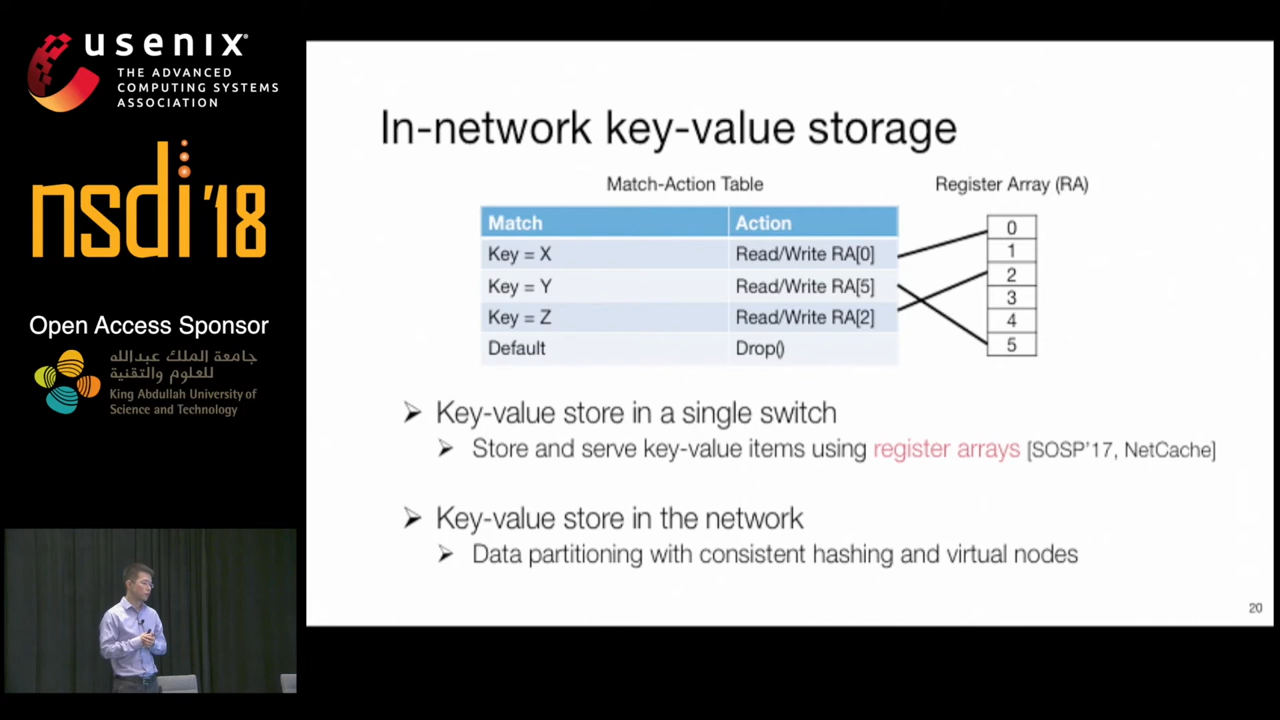 usenix
THE ADVANCED
COMPUTING SYSTEMS
ASSOCIATION
nsdi '18
Open Access Sponsor
جامعة الملك عبدالله
للعلوم والتقنية
King Abdullah University of
Science and Technology
In-network key-value storage
Match-Action Table
Register Array (RA)
Match Action
Key = X Read/Write RA[0]
Key = Y Read/Write RA[5]
Key = Z Read/Write RA[2]
Default Drop()
0
1
2
3
4
5
➢ Key-value store in a single switch
➢ Store and serve key-value items using register arrays [SOSP'17, NetCache]
➢ Key-value store in the network
➢ Data partitioning with consistent hashing and virtual nodes
20